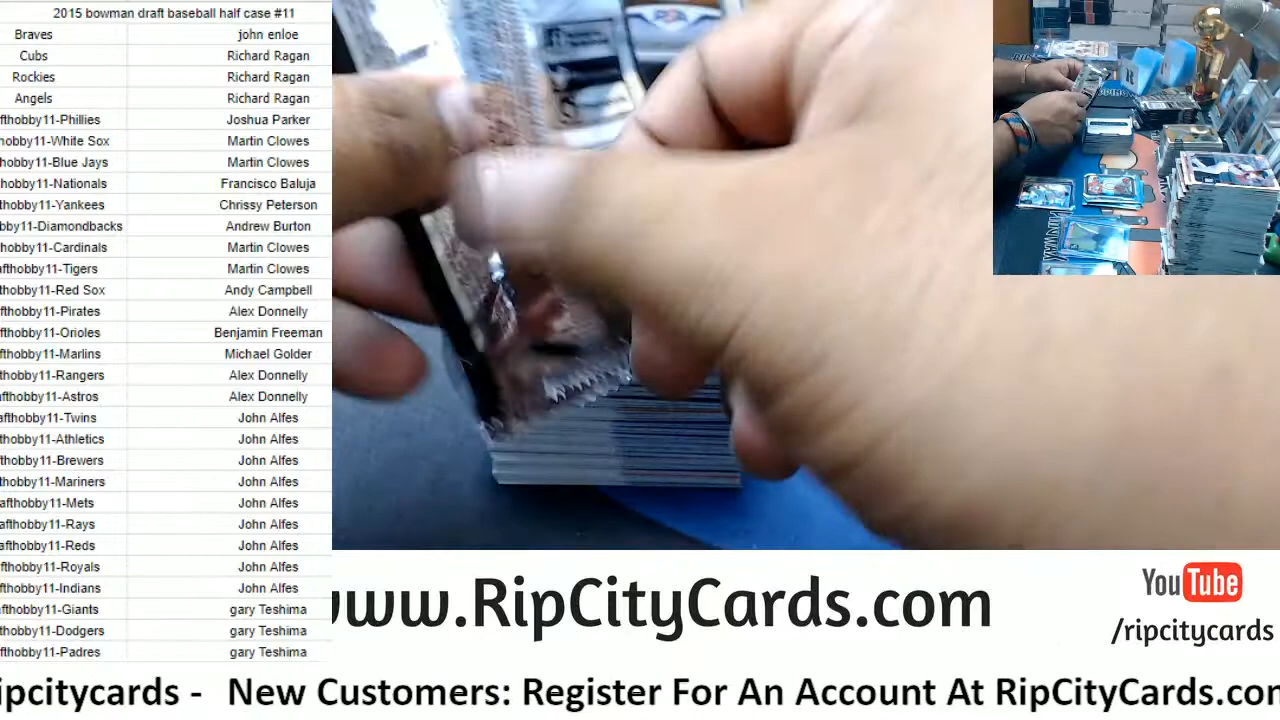 2015 bowman draft baseball half case #11
Braves john enloe
Cubs Richard Ragan
Rockies Richard Ragan
Angels Richard Ragan
fthobby11-Phillies Joshua Parker
hobby11-White Sox Martin Clowes
thobby11-Blue Jays Martin Clowes
thobby11-Nationals Francisco Baluja
thobby11-Yankees Chrissy Peterson
bby11-Diamondbacks Andrew Burton
hobby11-Cardinals Martin Clowes
afthobby11-Tigers Martin Clowes
thobby11-Red Sox Andy Campbell
fthobby11-Pirates Alex Donnelly
fthobby11-Orioles Benjamin Freeman
fthobby11-Marlins Michael Golder
fthobby11-Rangers Alex Donnelly
afthobby11-Astros Alex Donnelly
afthobby11-Twins John Alfes
thobby11-Athletics John Alfes
fthobby11-Brewers John Alfes
thobby11-Mariners John Alfes
afthobby11-Mets John Alfes
afthobby11-Rays John Alfes
afthobby11-Reds John Alfes
fthobby11-Royals John Alfes
fthobby11-Indians John Alfes
afthobby11-Giants gary Teshima
thobby11-Dodgers gary Teshima
fthobby11-Padres gary Teshima
www.RipCityCards.com
YouTube
/ripcitycards
ipcitycards - New Customers: Register For An Account At RipCityCards.com